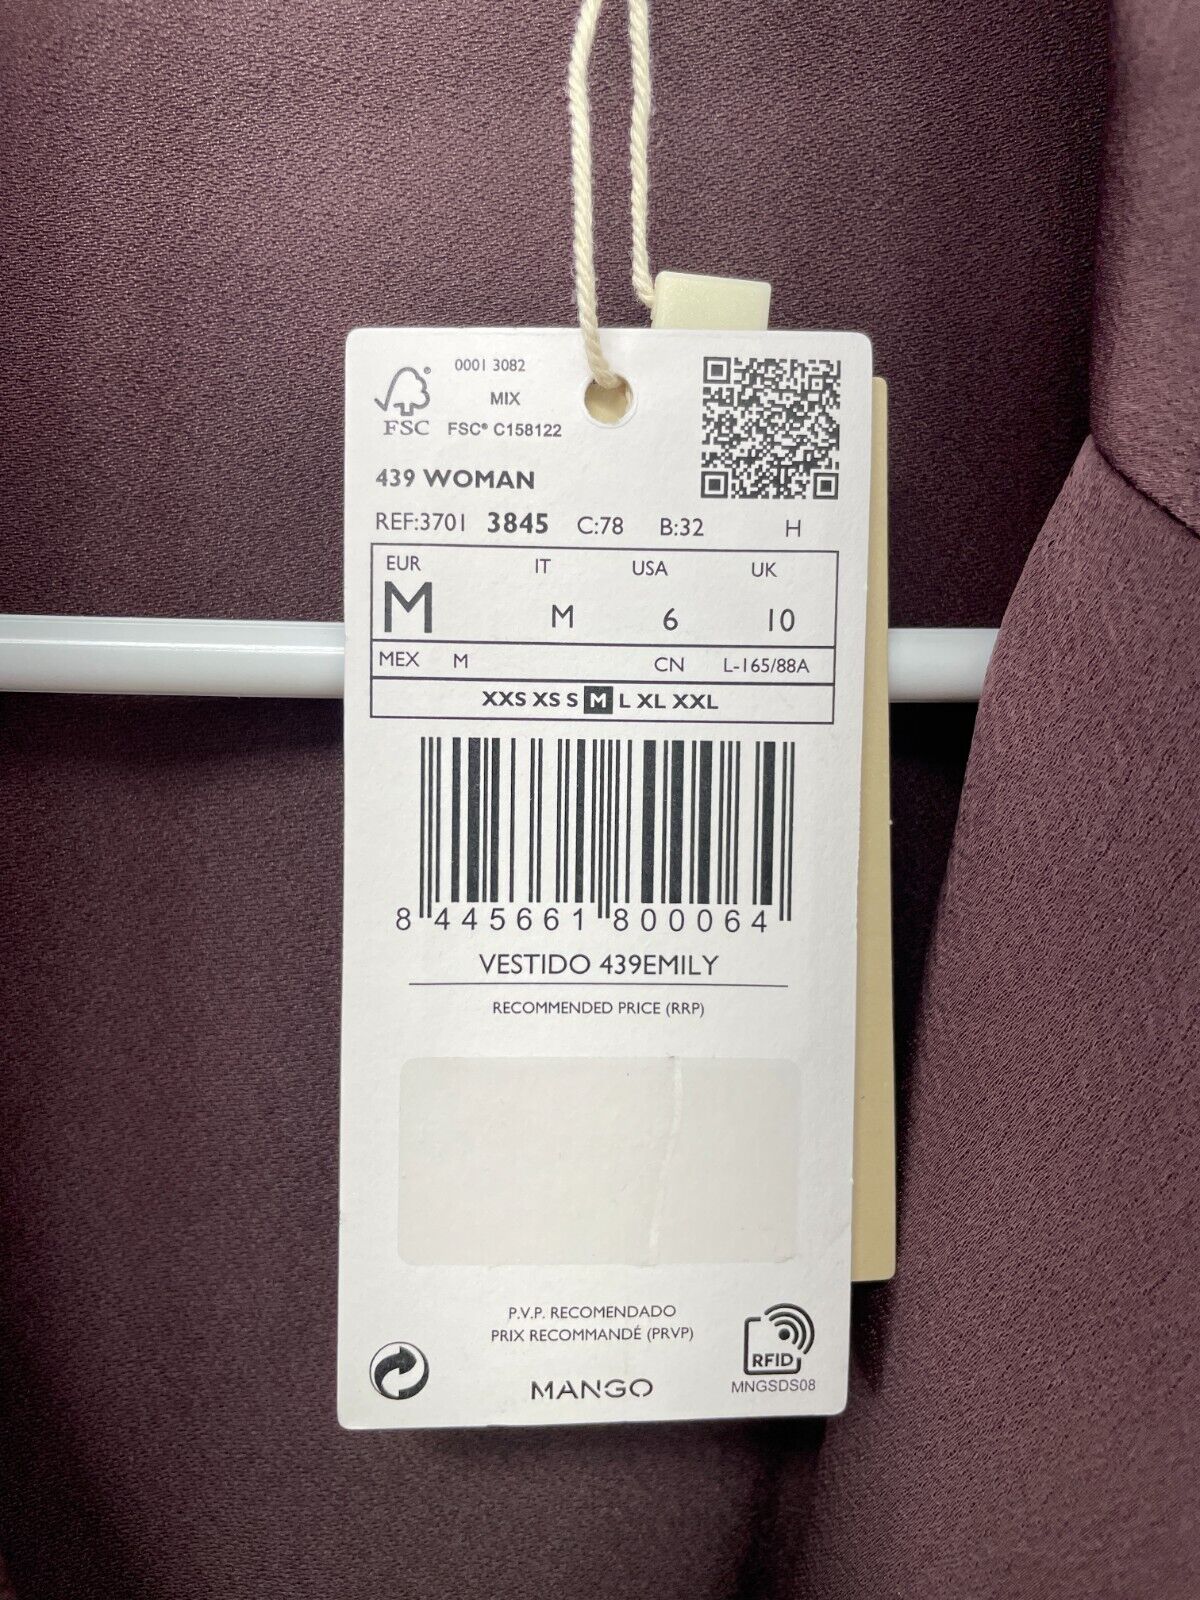 0001 3082
MIX
FSC® C158122
FSC
439 WOMAN
REF:3701 3845 C:78 B:32 H
EUR IT USA UK
M M 6 10
MEX M CN L-165/88A
XXS XS S M L XL XXL
8 445661 800064
VESTIDO 439EMILY
RECOMMENDED PRICE (RRP)
P.V.P. RECOMENDADO
PRIX RECOMMANDÉ (PRVP)
MANGO
RFID
MNGSDS08